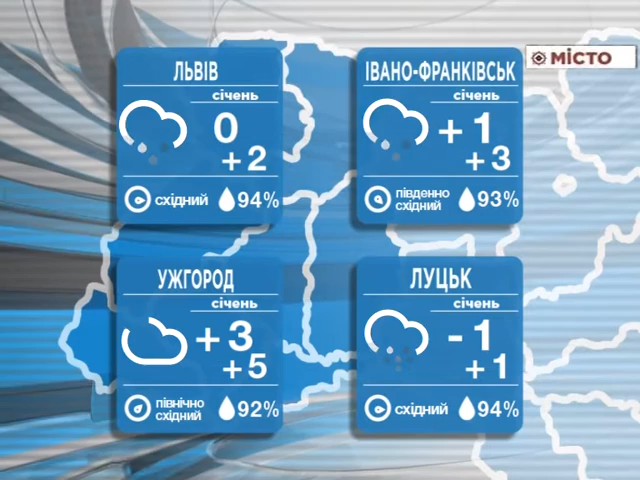 МІСТО
ЛЬВІВ
січень
0
+2
східний
94%
ІВАНО-ФРАНКІВСЬК
січень
+1
+3
південно
східний
93%
УЖГОРОД
січень
+3
+5
північно
східний
92%
ЛУЦЬК
січень
-1
+1
східний
94%